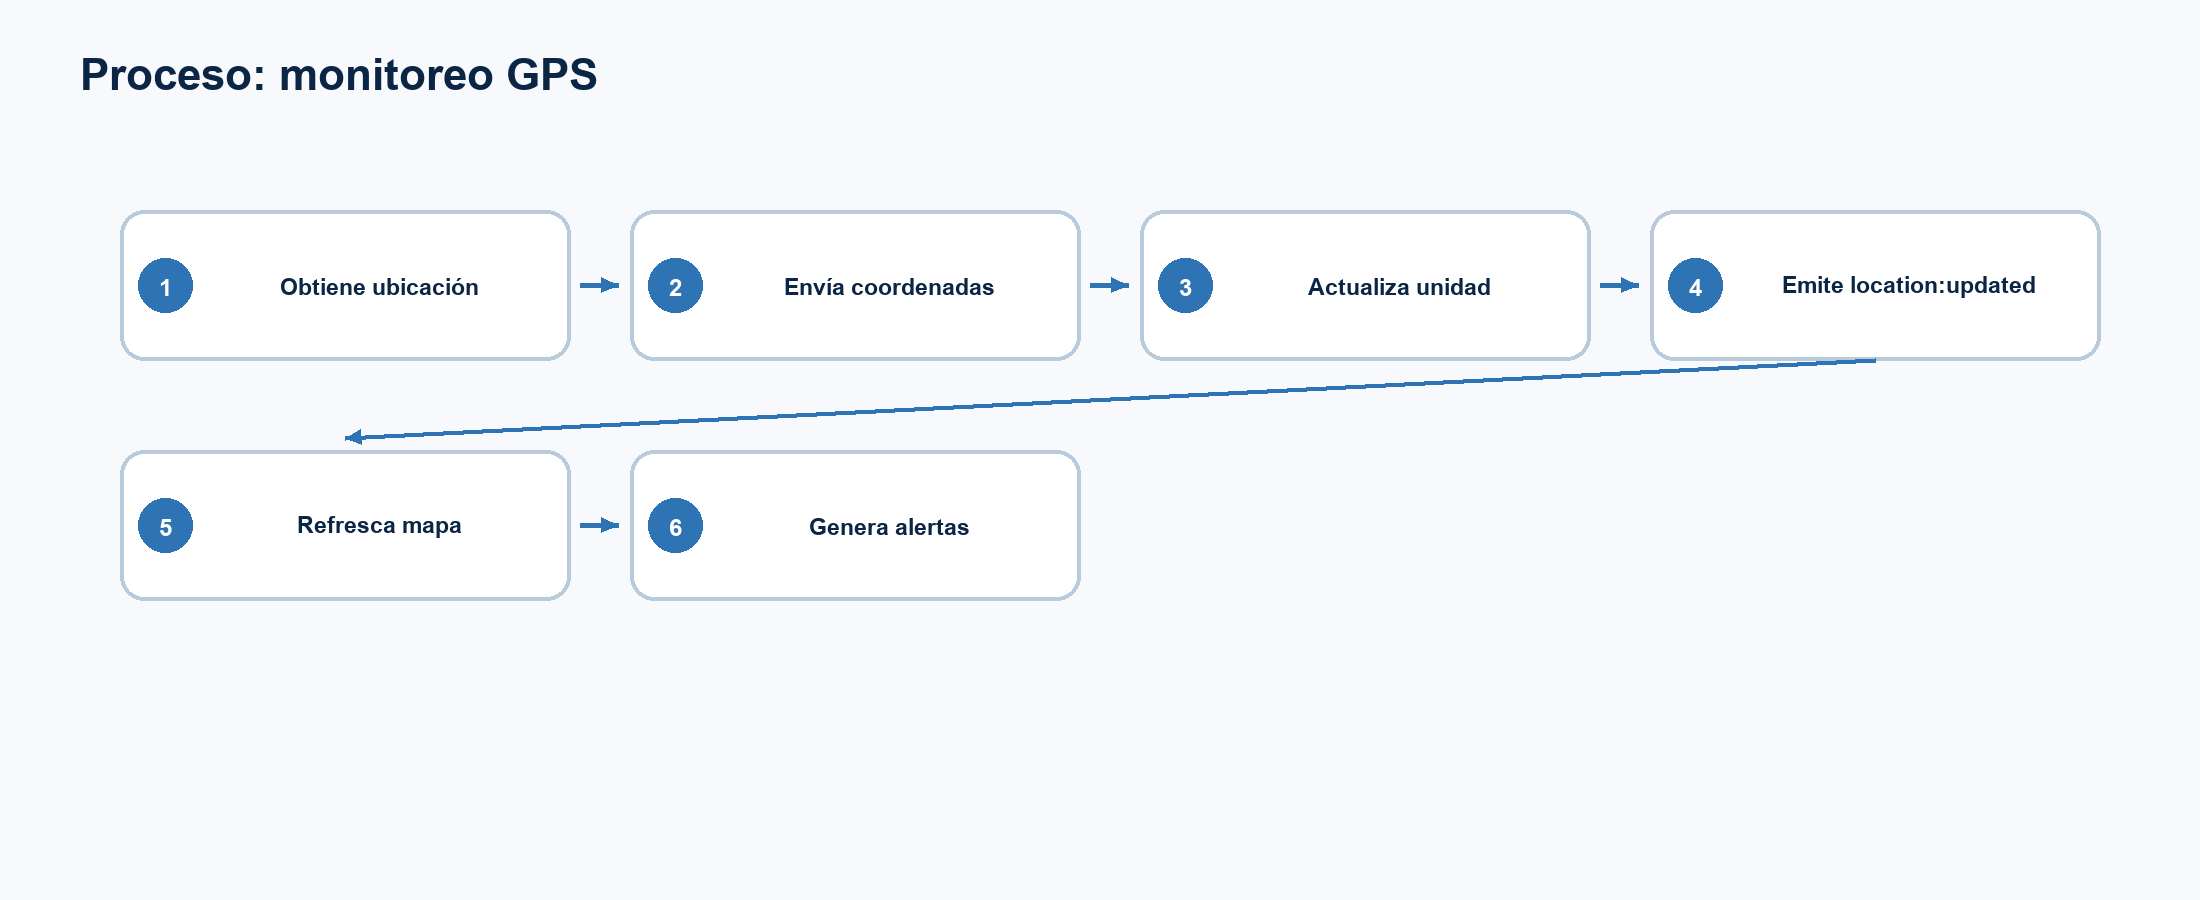 Proceso: monitoreo GPS
1 Obtiene ubicación
2 Envía coordenadas
3 Actualiza unidad
4 Emite location:updated
5 Refresca mapa
6 Genera alertas